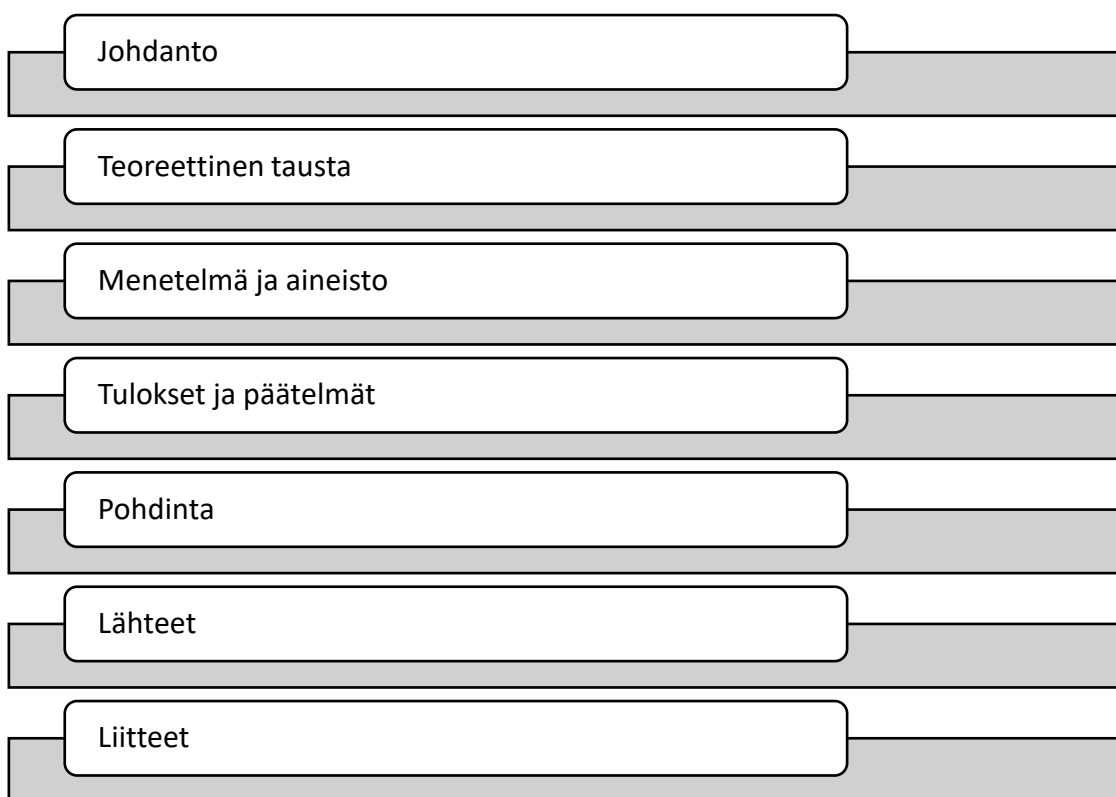 Johdanto
Teoreettinen tausta
Menetelmä ja aineisto
Tulokset ja päätelmät
Pohdinta
Lähteet
Liitteet